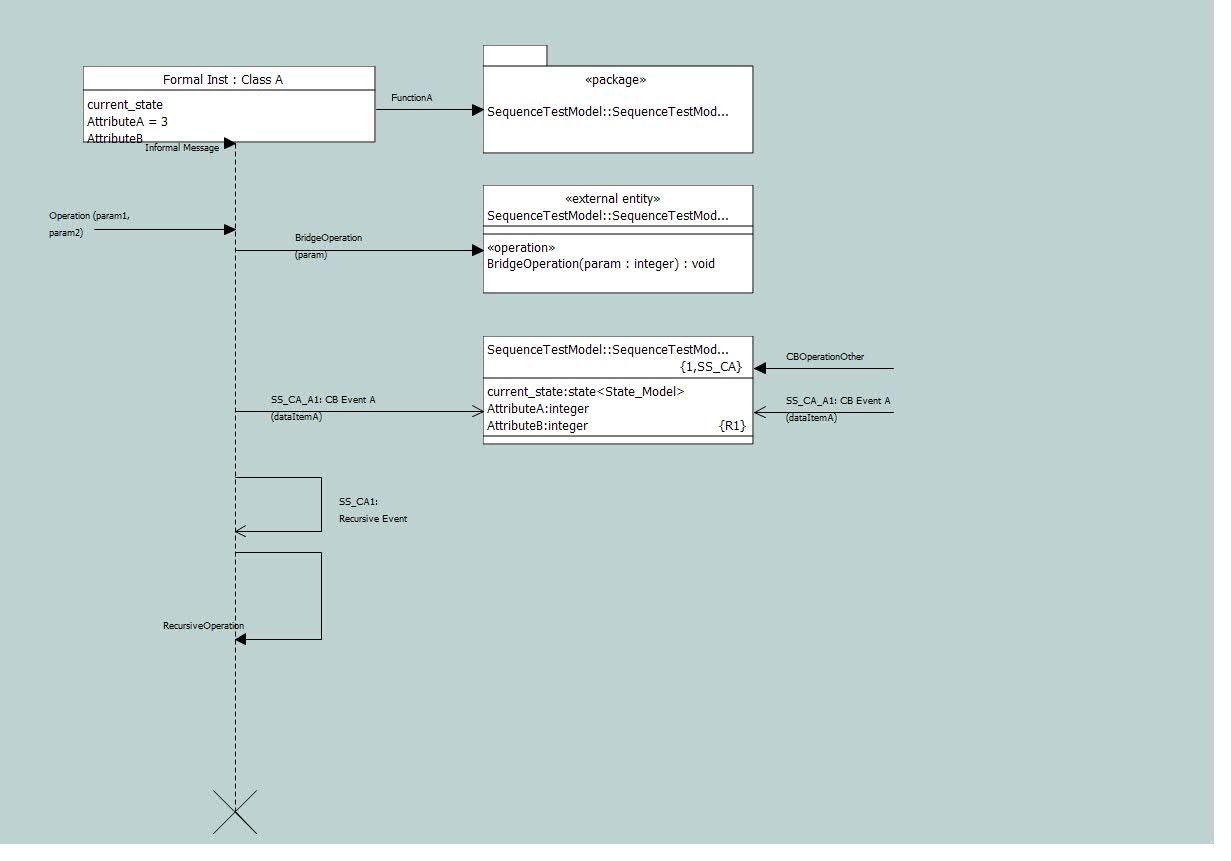 Formal Inst : Class A
current_state
AttributeA = 3
AttributeB
Informal Message
FunctionA
«package»
SequenceTestModel::SequenceTestMod...
Operation (param1,
param2)
BridgeOperation
(param)
«external entity»
SequenceTestModel::SequenceTestMod...
«operation»
BridgeOperation(param : integer) : void
SequenceTestModel::SequenceTestMod...
{1,SS_CA}
current_state:state<State_Model>
AttributeA:integer
AttributeB:integer {R1}
CBOperationOther
SS_CA_A1: CB Event A
(dataItemA)
SS_CA_A1: CB Event A
(dataItemA)
SS_CA1:
Recursive Event
RecursiveOperation